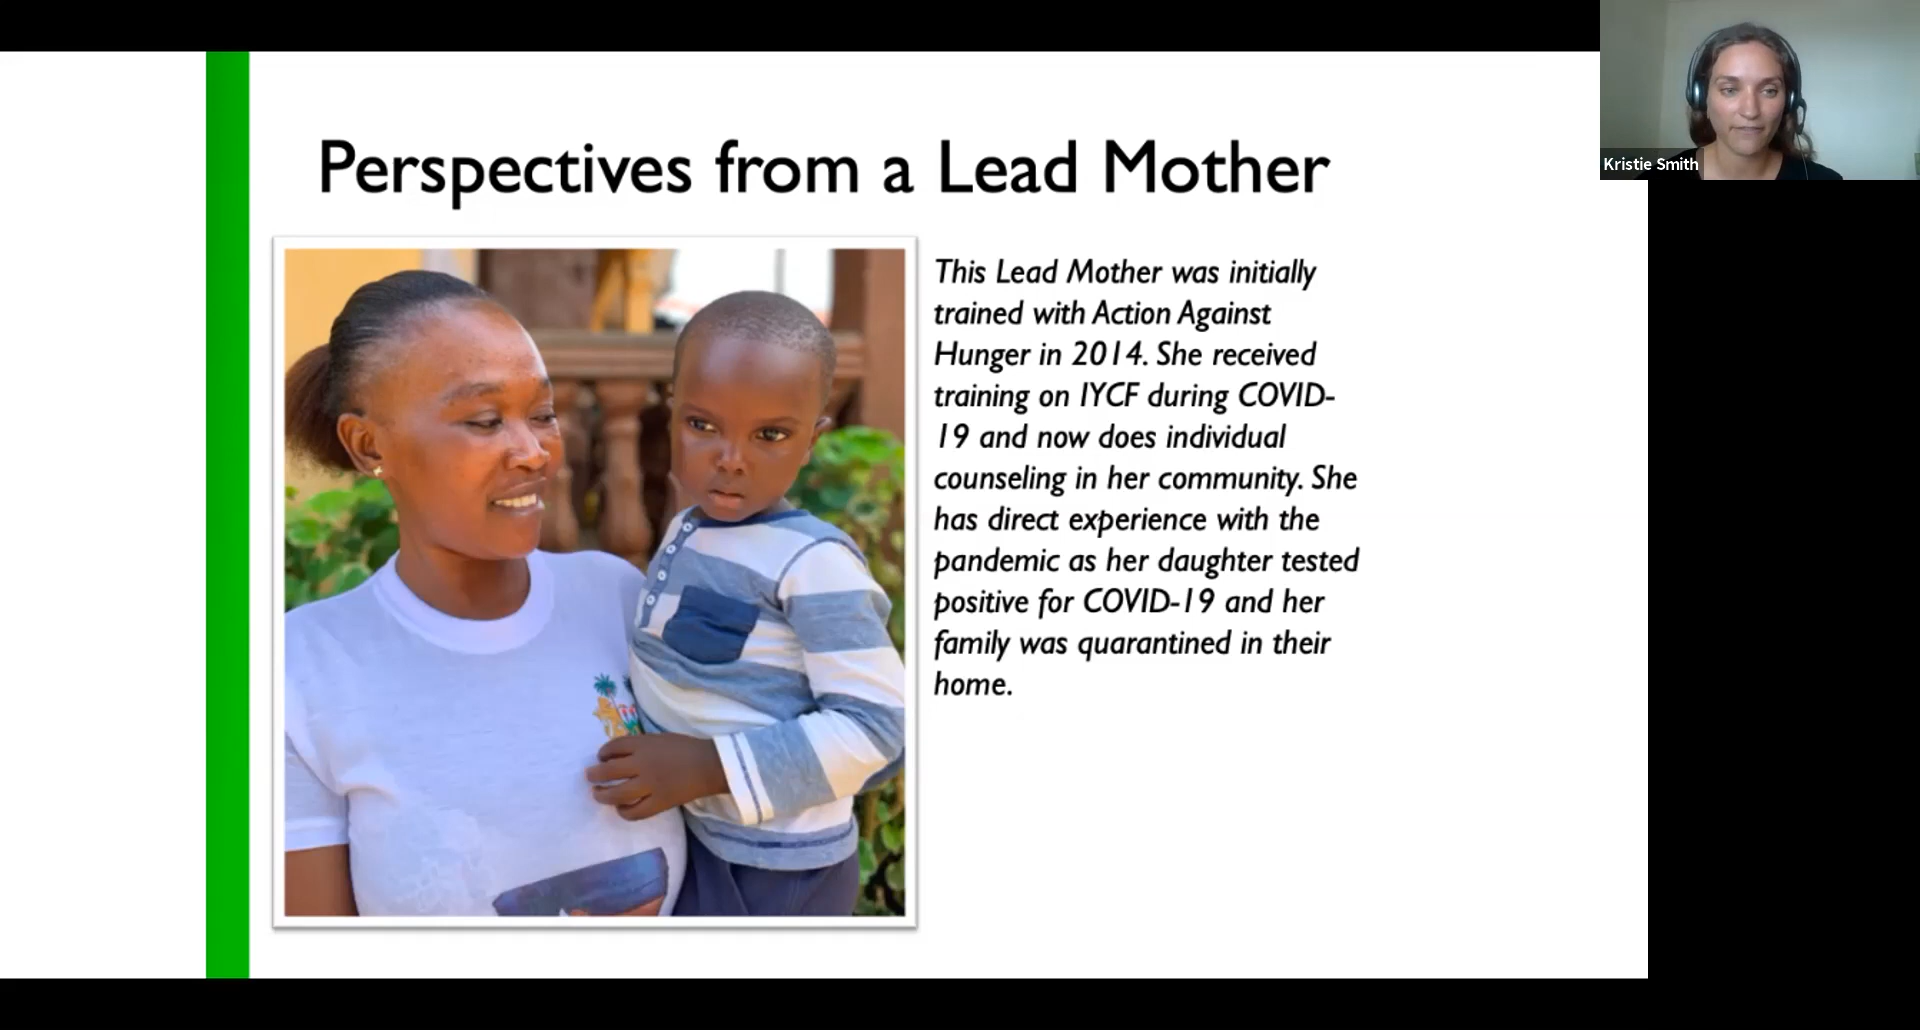 Perspectives from a Lead Mother
This Lead Mother was initially
trained with Action Against
Hunger in 2014. She received
training on IYCF during COVID-
19 and now does individual
counseling in her community. She
has direct experience with the
pandemic as her daughter tested
positive for COVID-19 and her
family was quarantined in their
home.
Kristie Smith